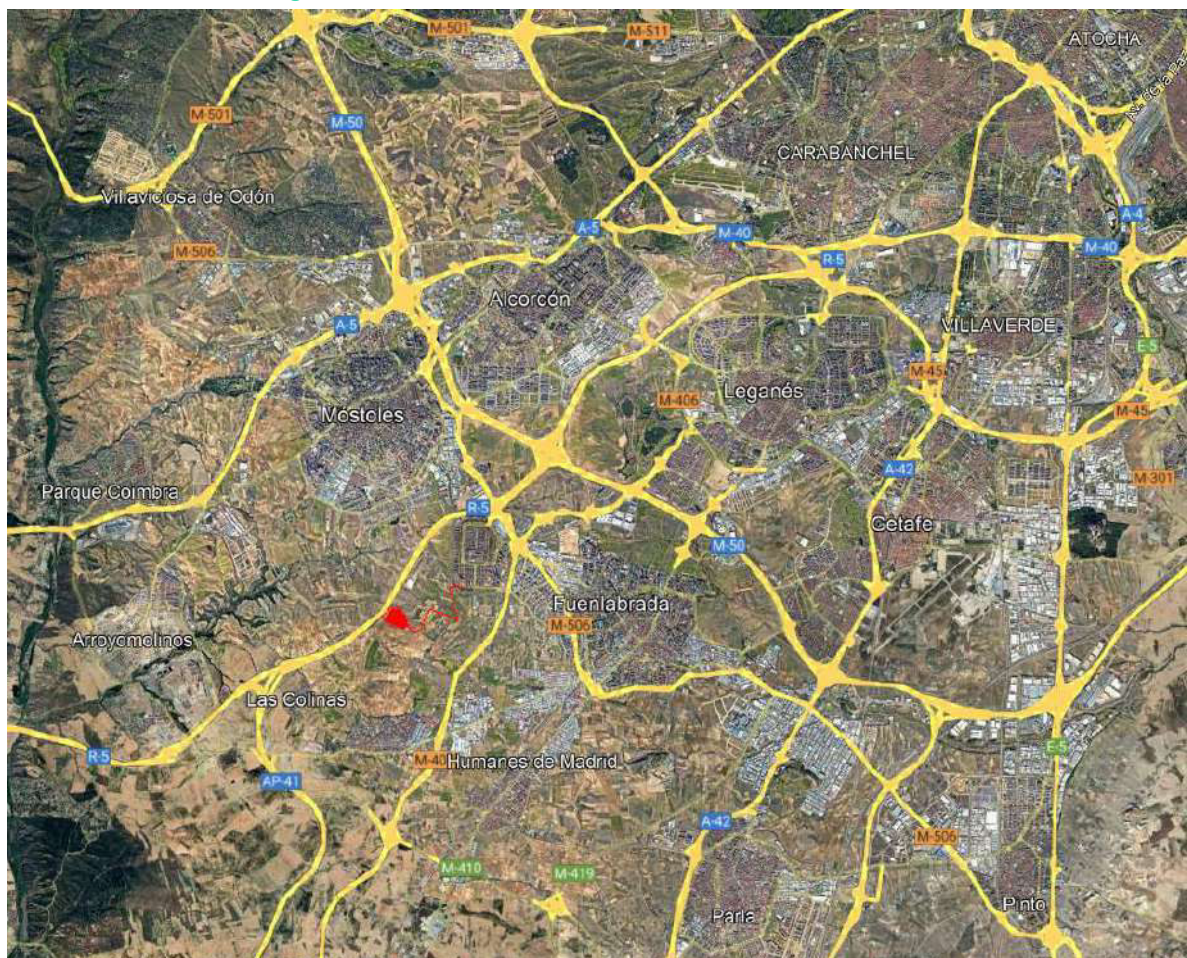 M-501
M-511
ATOCHA
M-501
M-50
CARABANCHEL
Villaviciosa de Odón
A-4
A-5
M-40
M-40
M-506
R-5
Alcorcón
A-5
VILLAVERDE
E-5
M-45
Leganés
M-406
M-45
Móstoles
A-42
M-301
Parque Coimbra
R-5
Getafe
M-50
Fuenlabrada
M-506
Arroyomolinos
Las Colinas
R-5
M-40
Humanes de Madrid
E-5
AP-41
A-42
M-506
M-410
M-419
Pinto
Parla